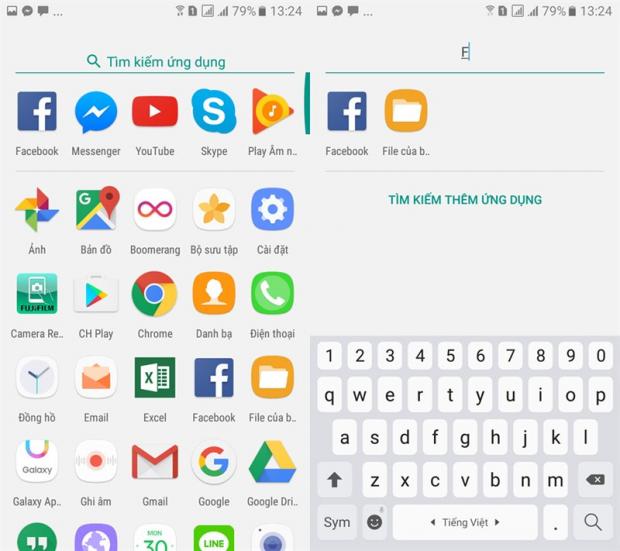 ... 1 79% 13:24
Tìm kiếm ứng dụng
Facebook Messenger YouTube Skype Play Âm n..
Ảnh Bản đồ Boomerang Bộ sưu tập Cài đặt
FUJIFILM
Camera Re.. CH Play Chrome Danh bạ Điện thoại
Đồng hồ Email Excel Facebook File của b..
Galaxy
Galaxy Ap.. Ghi âm Gmail Google Google Dri..
MON
30
LINE
... 1 79% 13:24
F
Facebook File của b..
TÌM KIẾM THÊM ỨNG DỤNG
1 2 3 4 5 6 7 8 9 0
q w e r t y u i o p
a s d f g h j k l
z x c v b n m
Sym Tiếng Việt .